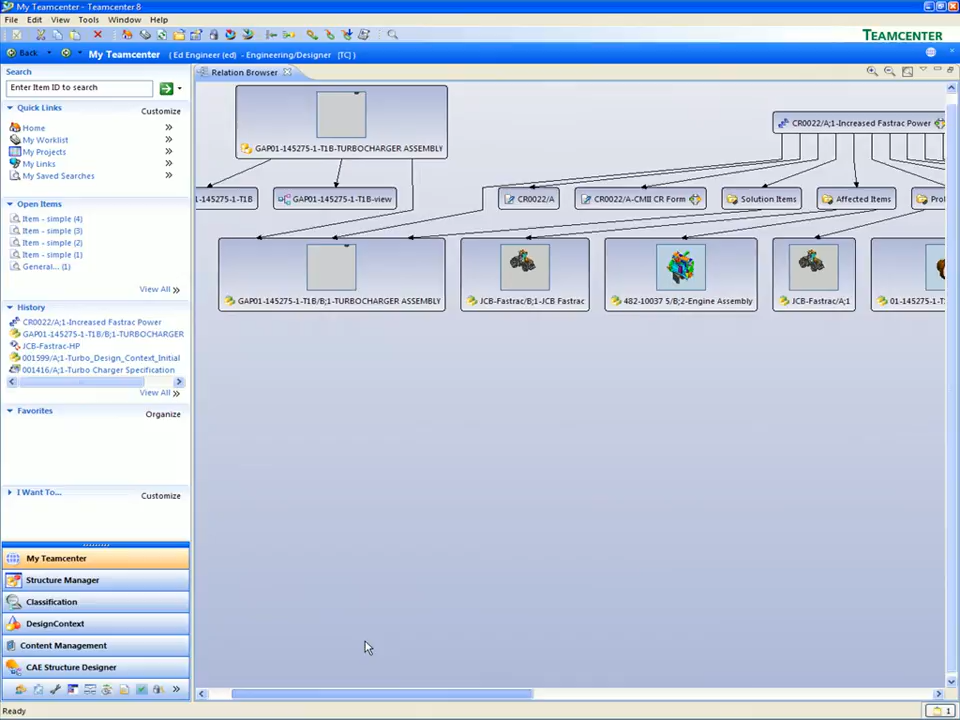 My Teamcenter - Teamcenter 8
File Edit View Tools Window Help
TEAMCENTER
Back My Teamcenter ( Ed Engineer (ed) - Engineering/Designer [TC] )
Search
Enter Item ID to search
Quick Links Customize
Home
My Worklist
My Projects
My Links
My Saved Searches
Open Items
Item - simple (4)
Item - simple (3)
Item - simple (2)
Item - simple (1)
General... (1)
View All
History
CR0022/A;1-Increased Fastrac Power
GAP01-145275-1-T1B/B;1-TURBOCHARGER
JCB-Fastrac-HP
001599/A;1-Turbo_Design_Context_Initial
001416/A;1-Turbo Charger Specification
View All
Favorites
Organize
I Want To...
Customize
My Teamcenter
Structure Manager
Classification
DesignContext
Content Management
CAE Structure Designer
Ready
Relation Browser
GAP01-145275-1-T1B-TURBOCHARGER ASSEMBLY
CR0022/A;1-Increased Fastrac Power
1-145275-1-T1B
GAP01-145275-1-T1B-view
CR0022/A
CR0022/A-CMII CR Form
Solution Items
Affected Items
GAP01-145275-1-T1B/B;1-TURBOCHARGER ASSEMBLY
JCB-Fastrac/B;1-JCB Fastrac
482-10037 S/B;2-Engine Assembly
JCB-Fastrac/A;1
01-145275-1-T
1